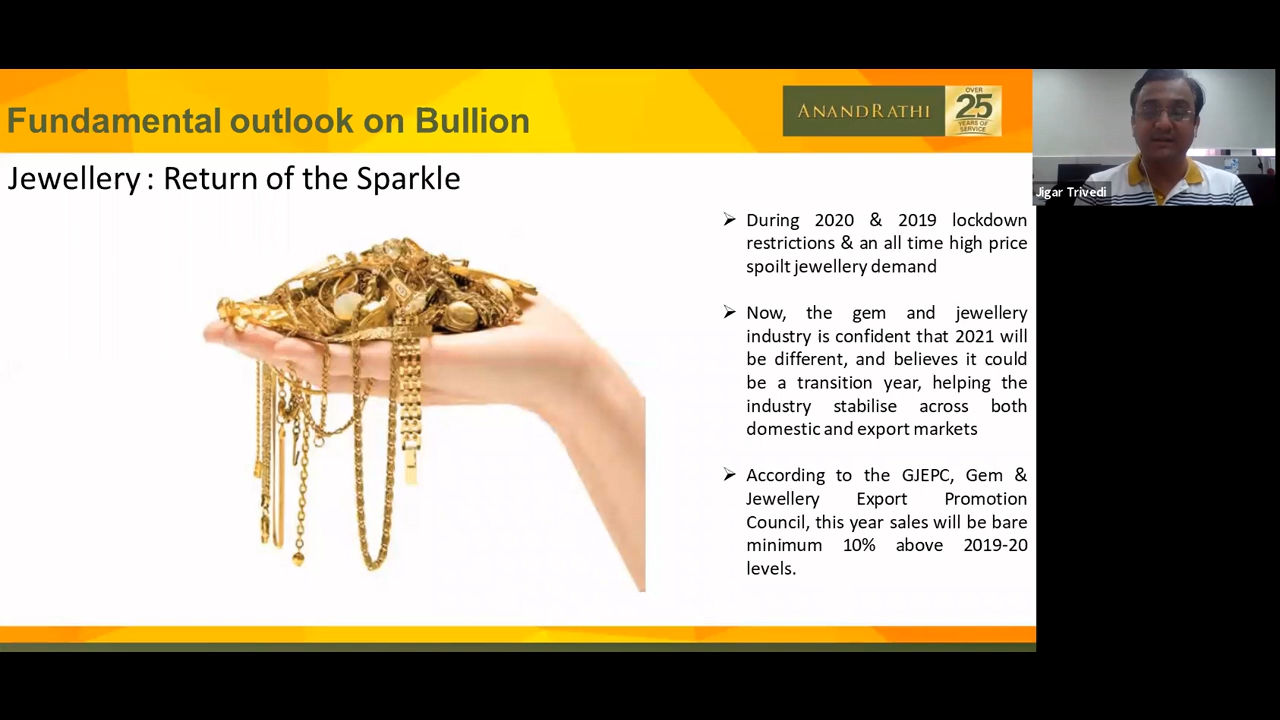 Fundamental outlook on Bullion
ANANDRATHI
OVER
25
YEARS OF
SERVICE
Jigar Trivedi
Jewellery : Return of the Sparkle
➢ During 2020 & 2019 lockdown
restrictions & an all time high price
spoilt jewellery demand
➢ Now, the gem and jewellery
industry is confident that 2021 will
be different, and believes it could
be a transition year, helping the
industry stabilise across both
domestic and export markets
➢ According to the GJEPC, Gem &
Jewellery Export Promotion
Council, this year sales will be bare
minimum 10% above 2019-20
levels.